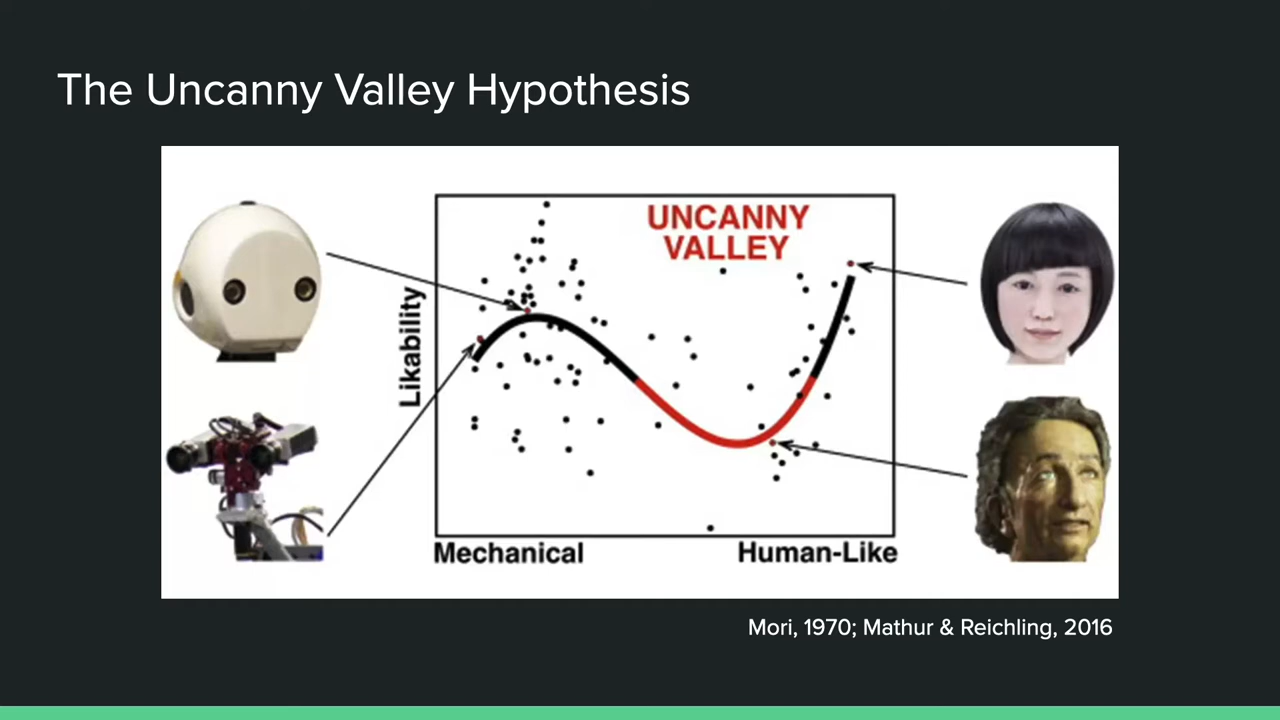 The Uncanny Valley Hypothesis
UNCANNY
VALLEY
Likability
Mechanical
Human-Like
Mori, 1970; Mathur & Reichling, 2016